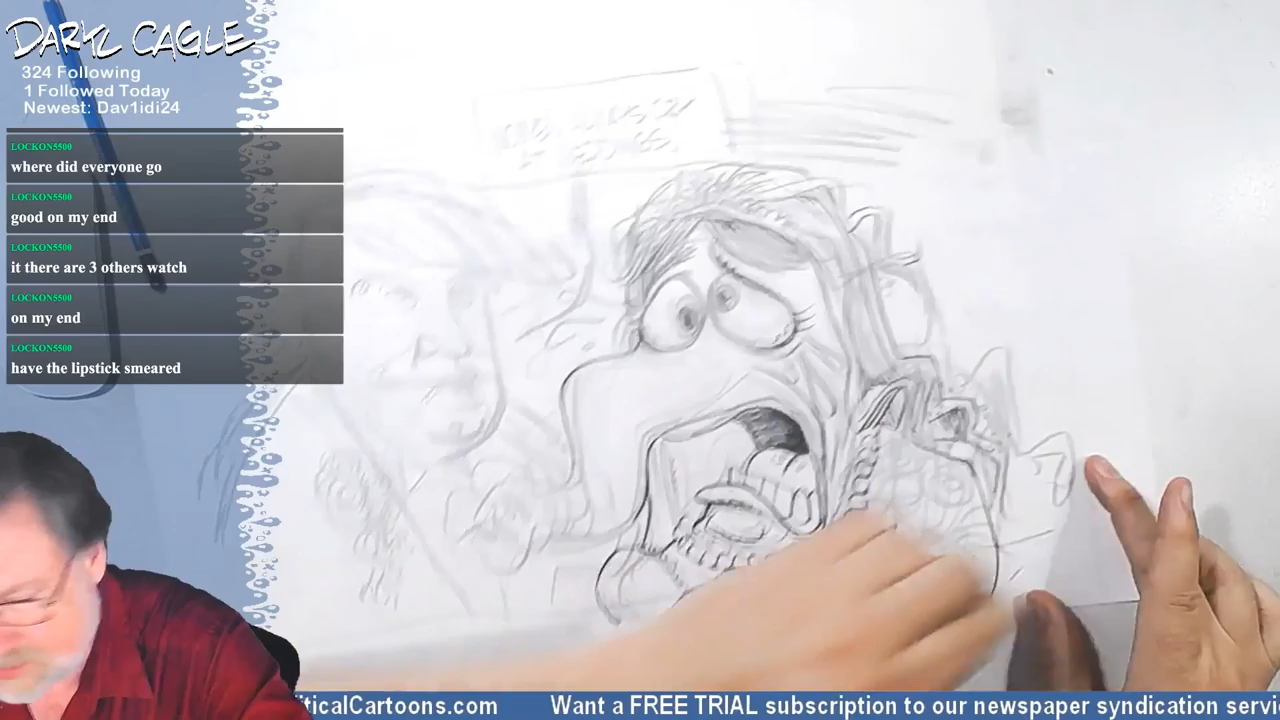 DARYL CAGLE
324 Following
1 Followed Today
Newest: Dav1idi24
LOCKON5500
where did everyone go
LOCKON5500
good on my end
LOCKON5500
it there are 3 others watch
LOCKON5500
on my end
LOCKON5500
have the lipstick smeared
iticalCartoons.com Want a FREE TRIAL subscription to our newspaper syndication servi